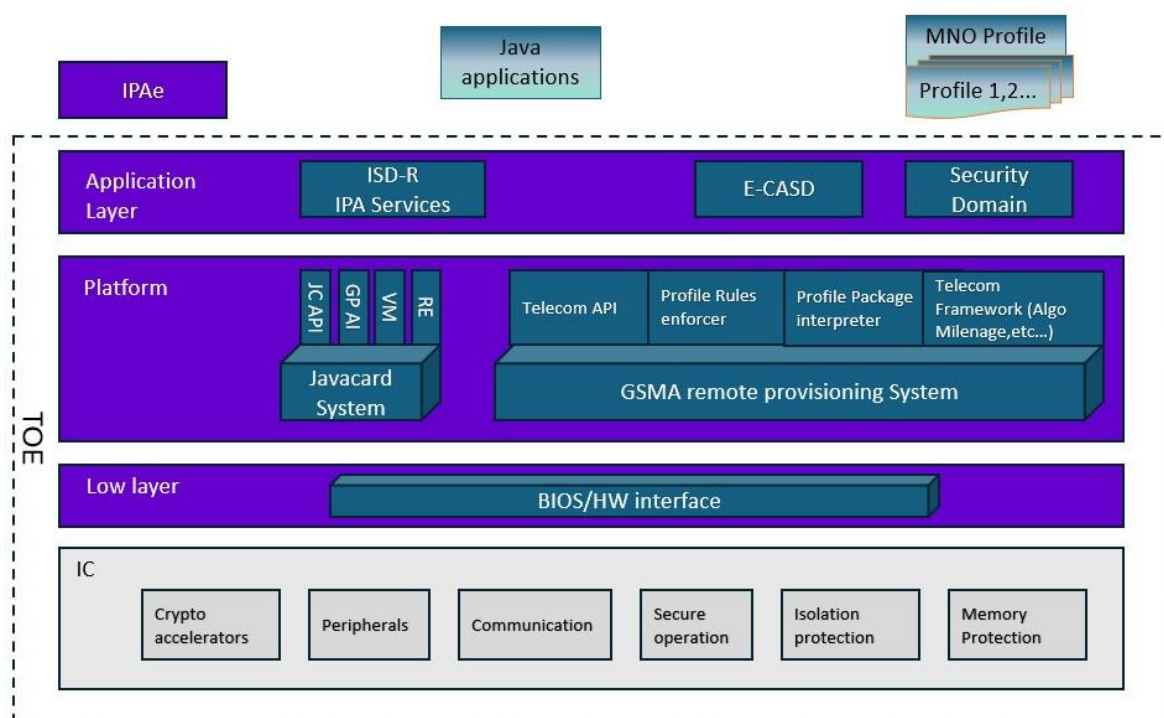 IPAe
Java
applications
MNO Profile
Profile 1,2...
TOE
Application
Layer
ISD-R
IPA Services
E-CASD
Security
Domain
Platform
JC API
GP AI
VM
RE
Telecom API
Profile Rules
enforcer
Profile Package
interpreter
Telecom
Framework (Algo
Milenage,etc...)
Javacard
System
GSMA remote provisioning System
Low layer
BIOS/HW interface
IC
Crypto
accelerators
Peripherals
Communication
Secure
operation
Isolation
protection
Memory
Protection